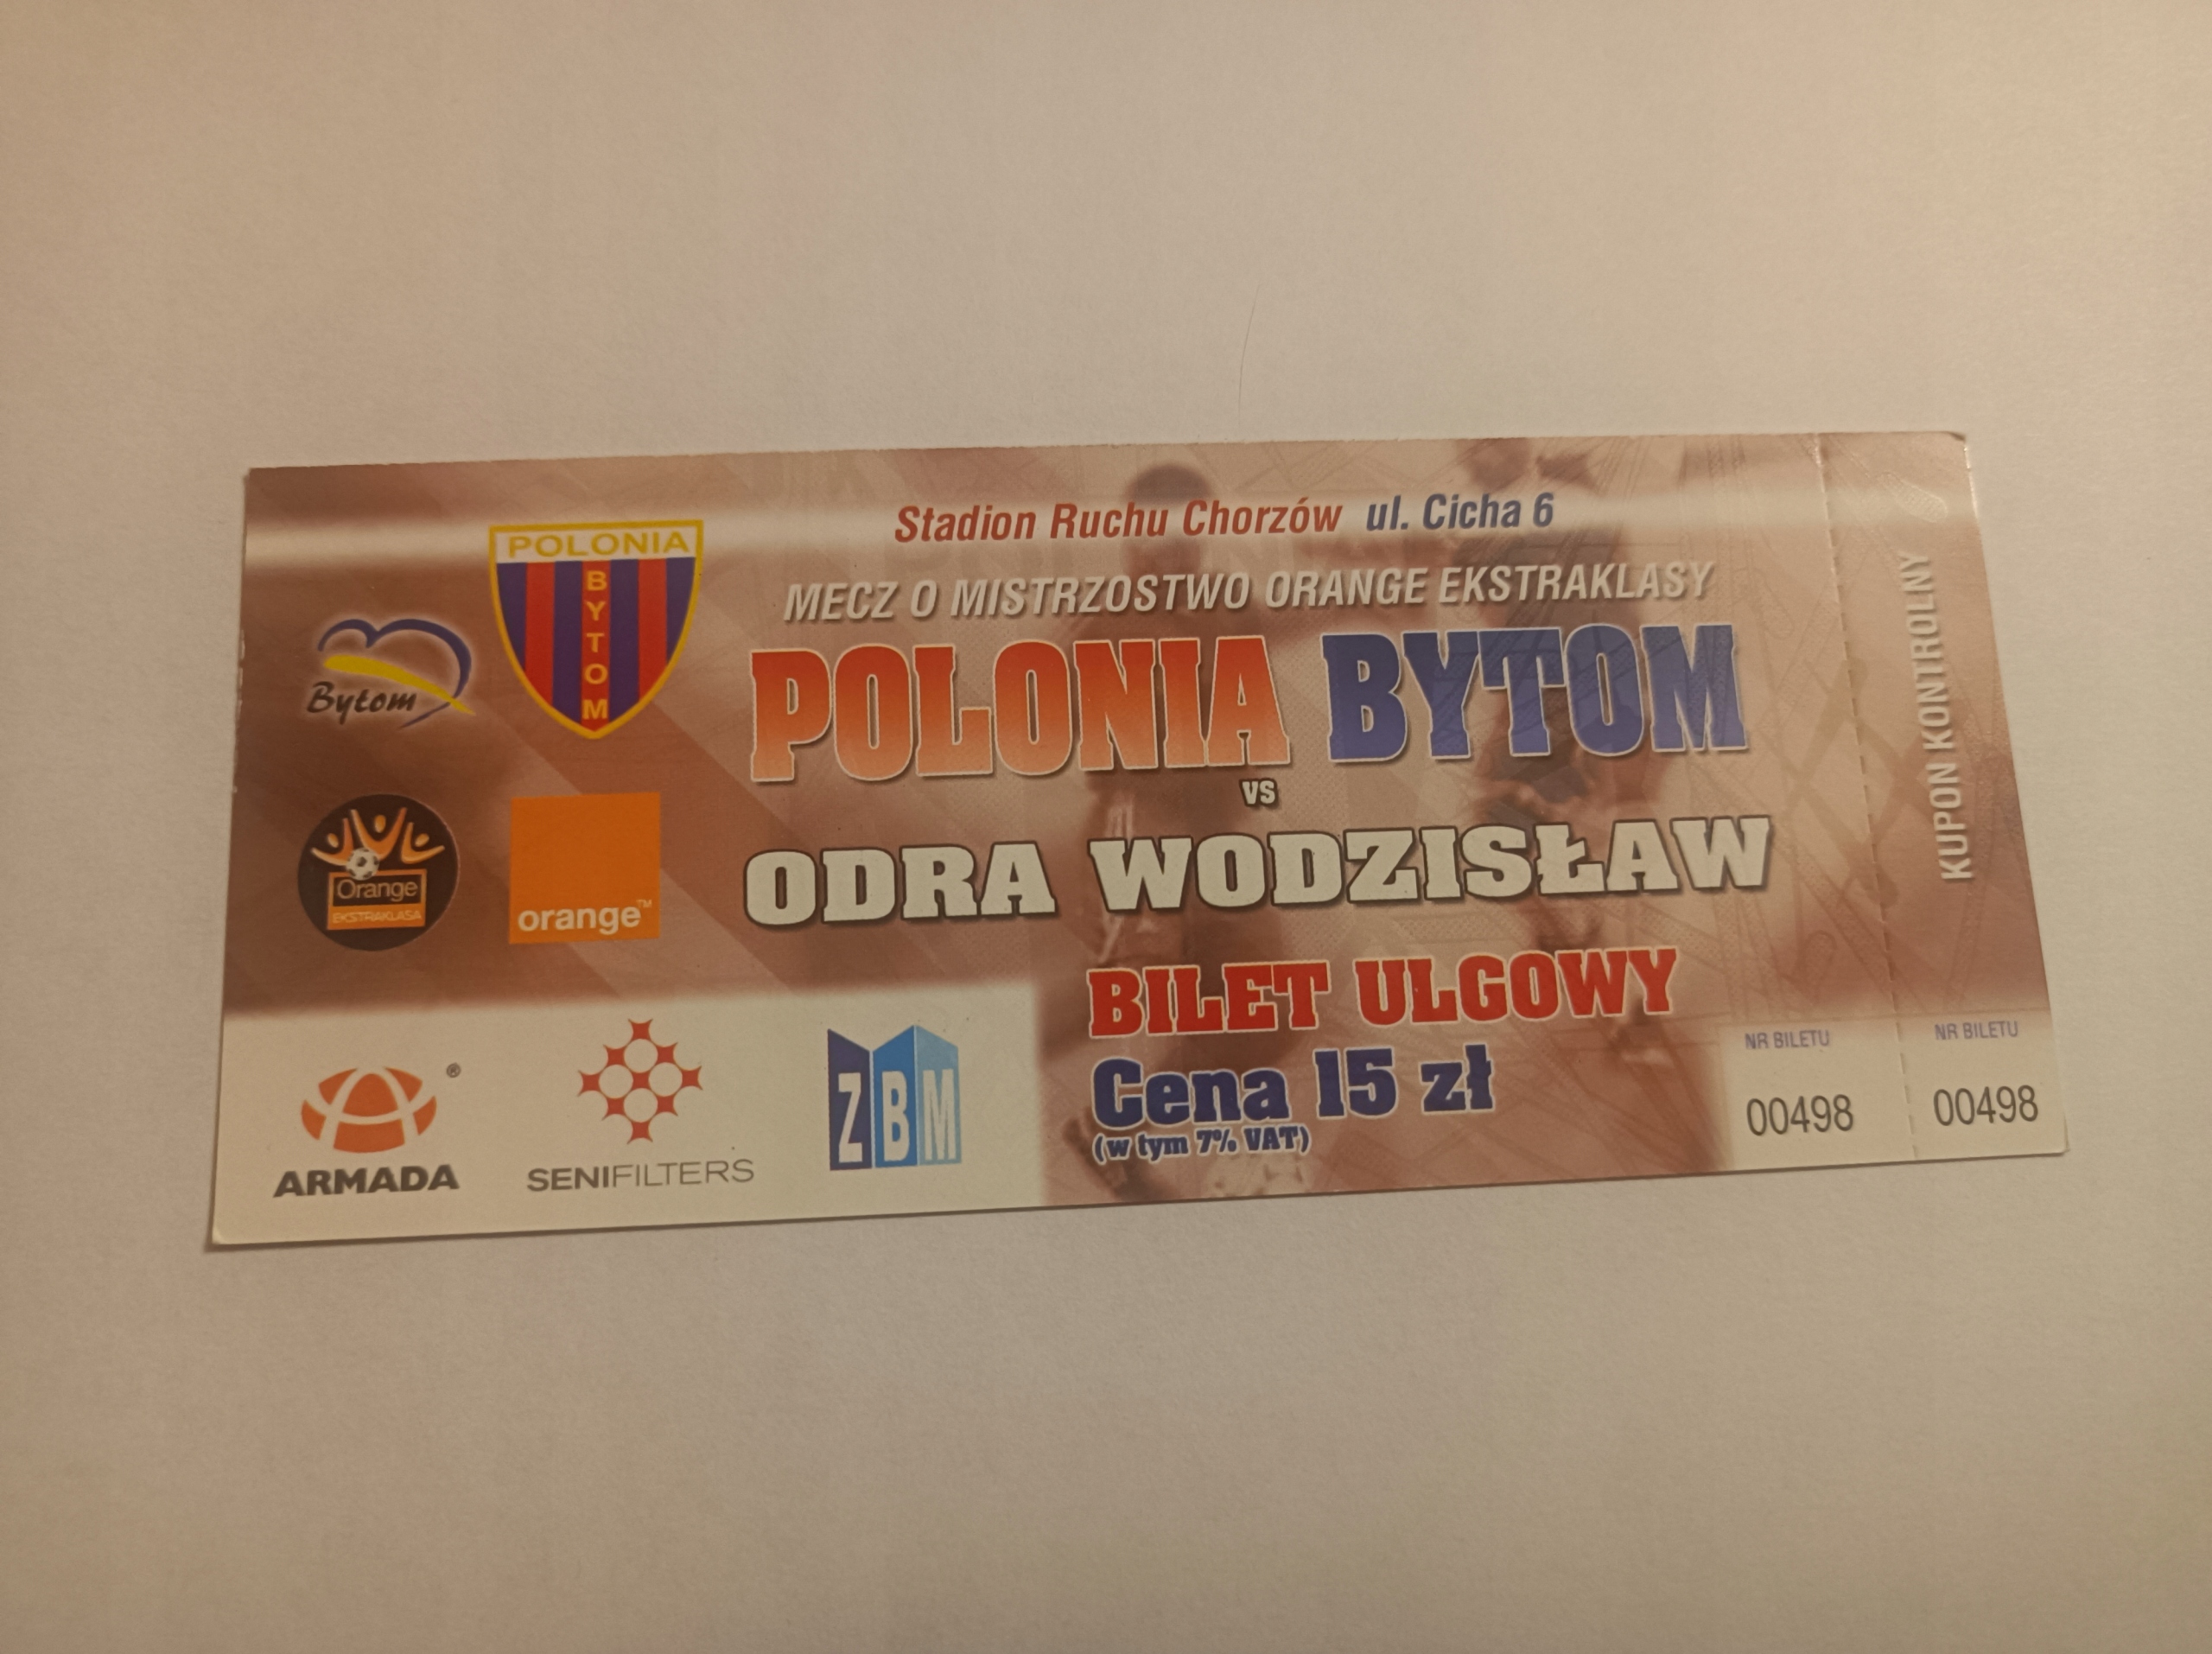 Stadion Ruchu Chorzów ul. Cicha 6
MECZ O MISTRZOSTWO ORANGE EKSTRAKLASY
POLONIA BYTOM
vs
ODRA WODZISŁAW
BILET ULGOWY
Cena 15 zł
(w tym 7% VAT)
POLONIA
BYTOM
Bytom
Orange
EKSTRAKLASA
orange™
ARMADA®
SENIFILTERS
ZBM
NR BILETU
00498
KUPON KONTROLNY
NR BILETU
00498